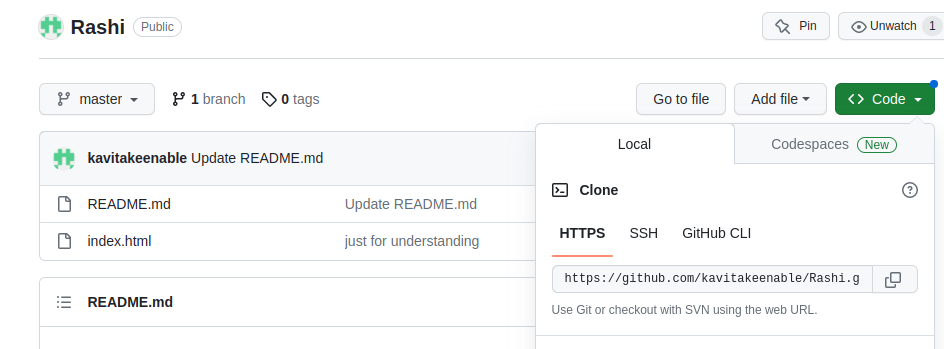 Rashi Public Pin Unwatch 1
master 1 branch 0 tags Go to file Add file Code
Local Codespaces New
kavitakeenable Update README.md
Clone
README.md Update README.md
HTTPS SSH GitHub CLI
index.html just for understanding
https://github.com/kavitakeenable/Rashi.g
README.md
Use Git or checkout with SVN using the web URL.